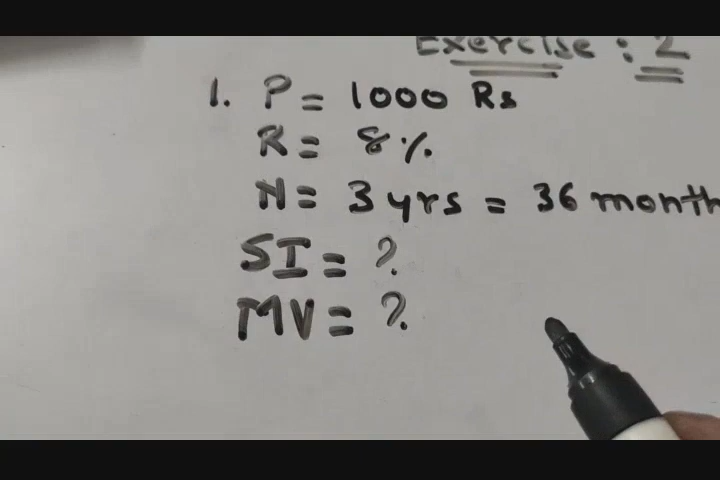 Exercise : 2
1. P = 1000 Rs
R = 8%
N = 3 yrs = 36 month
SI = ?
MV = ?